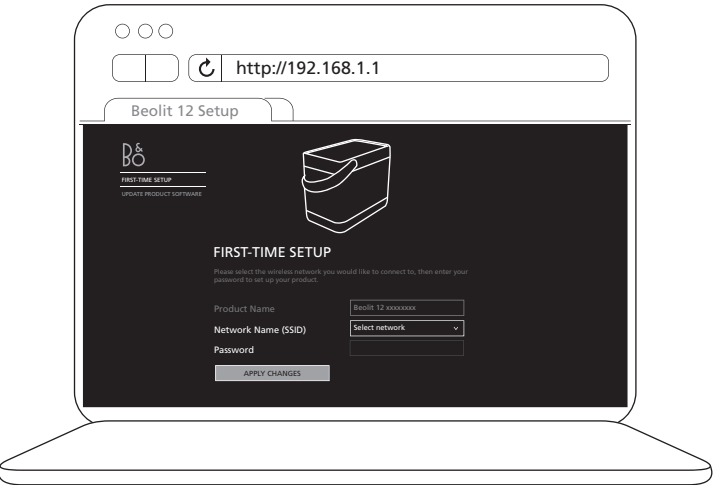 http://192.168.1.1
Beolit 12 Setup
B&O
FIRST-TIME SETUP
UPDATE PRODUCT SOFTWARE
FIRST-TIME SETUP
Please select the wireless network you would like to connect to, then enter your
password to set up your product.
Product Name
Beolit 12 xxxxxxxx
Network Name (SSID)
Select network
Password
APPLY CHANGES